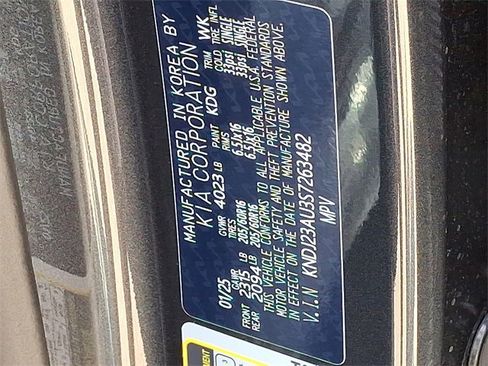 MANUFACTURED IN KOREA BY
KIA CORPORATION
01/25 GVWR 4023 LB PAINT KDG TRIM WK
GAWR TIRES RIMS COLD TIRE INFL
FRONT 2315 LB 205/60R16 6.5JX16 33psi SINGLE
REAR 2094 LB 205/60R16 6.5JX16 33psi SINGLE
THIS VEHICLE CONFORMS TO ALL APPLICABLE U.S.A. FEDERAL
MOTOR VEHICLE SAFETY AND THEFT PREVENTION STANDARDS
IN EFFECT ON THE DATE OF MANUFACTURE SHOWN ABOVE.
V.I.N KNDJ23AU3S7263482
MPV